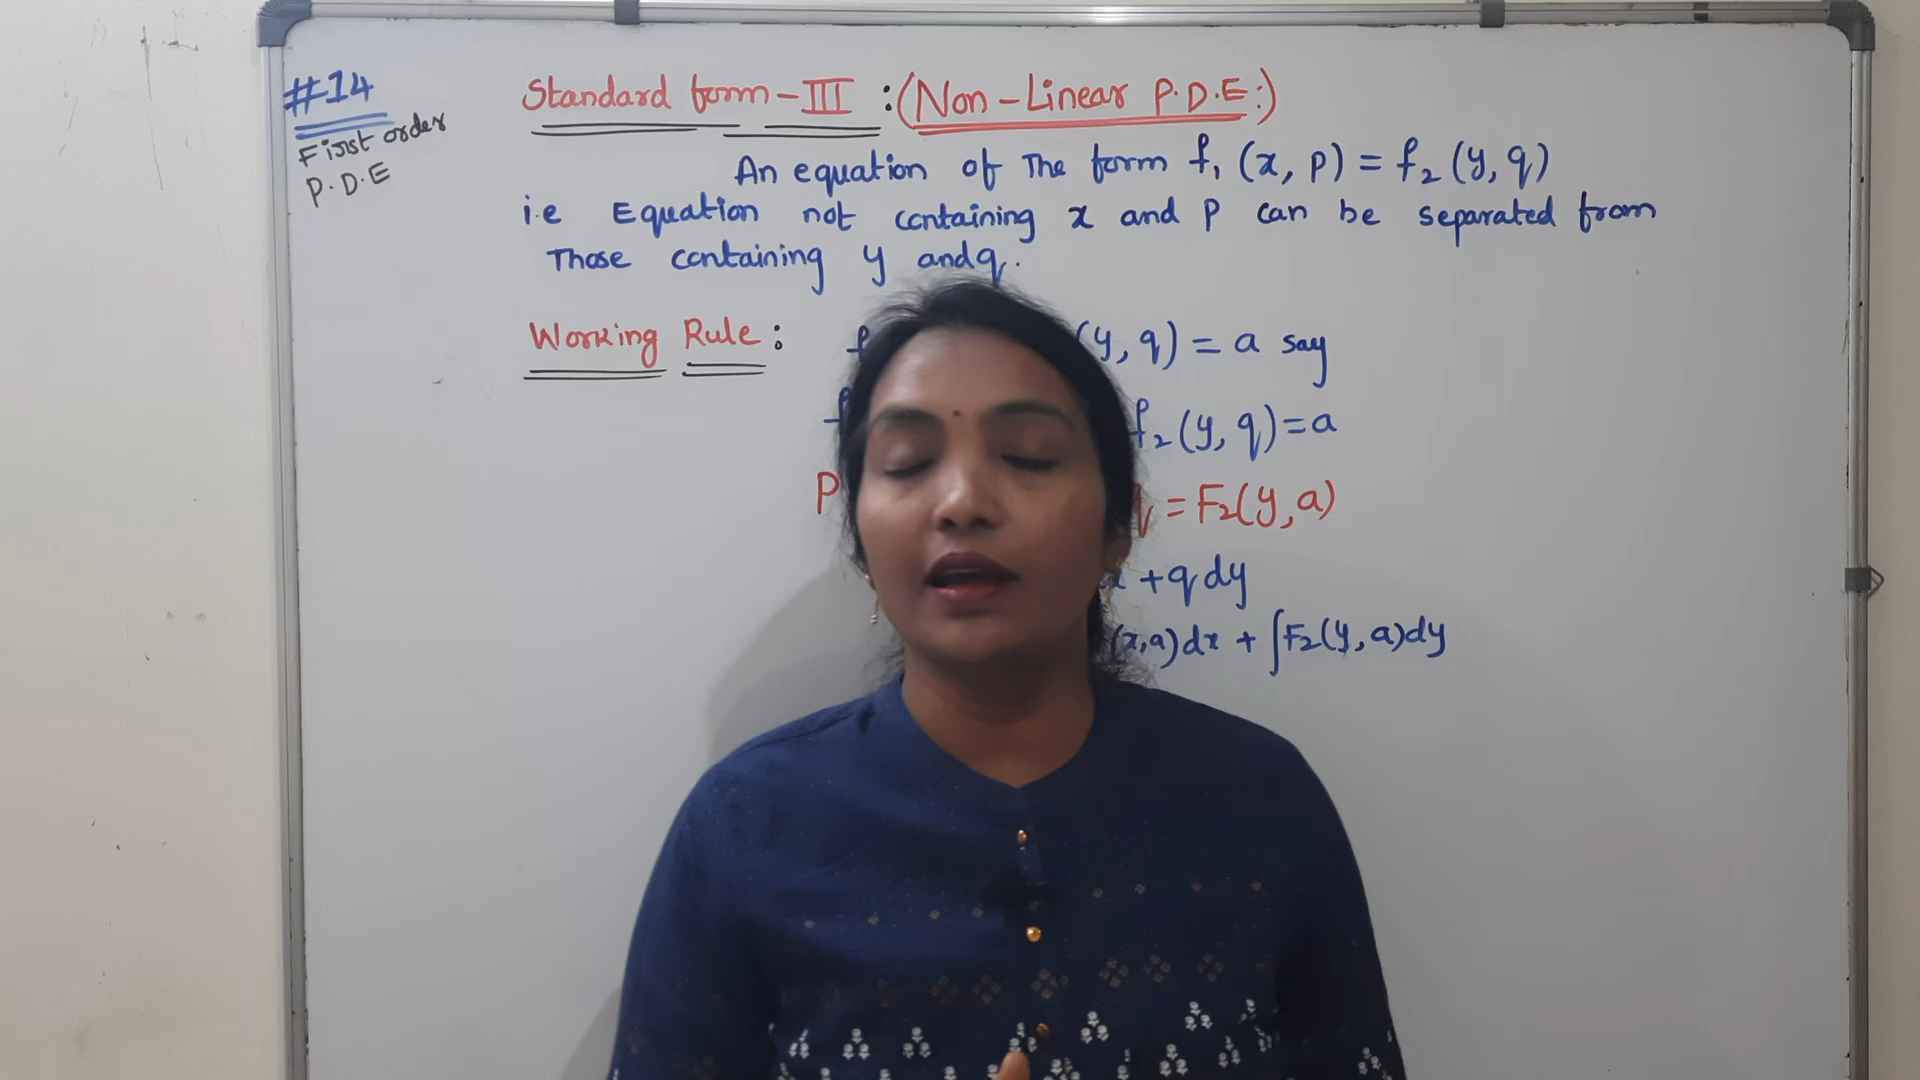 #14
First order
P.D.E
Standard form-III :(Non-Linear P.D.E:)
An equation of The form f₁ (x, p) = f₂ (y, q)
i.e Equation not containing x and p can be separated from
Those containing y and q.
Working Rule: f (y, q) = a say
f f₂ (y, q) = a
P q = F₂(y, a)
+ q dy
(x, a) dx + ∫F₂(y, a)dy